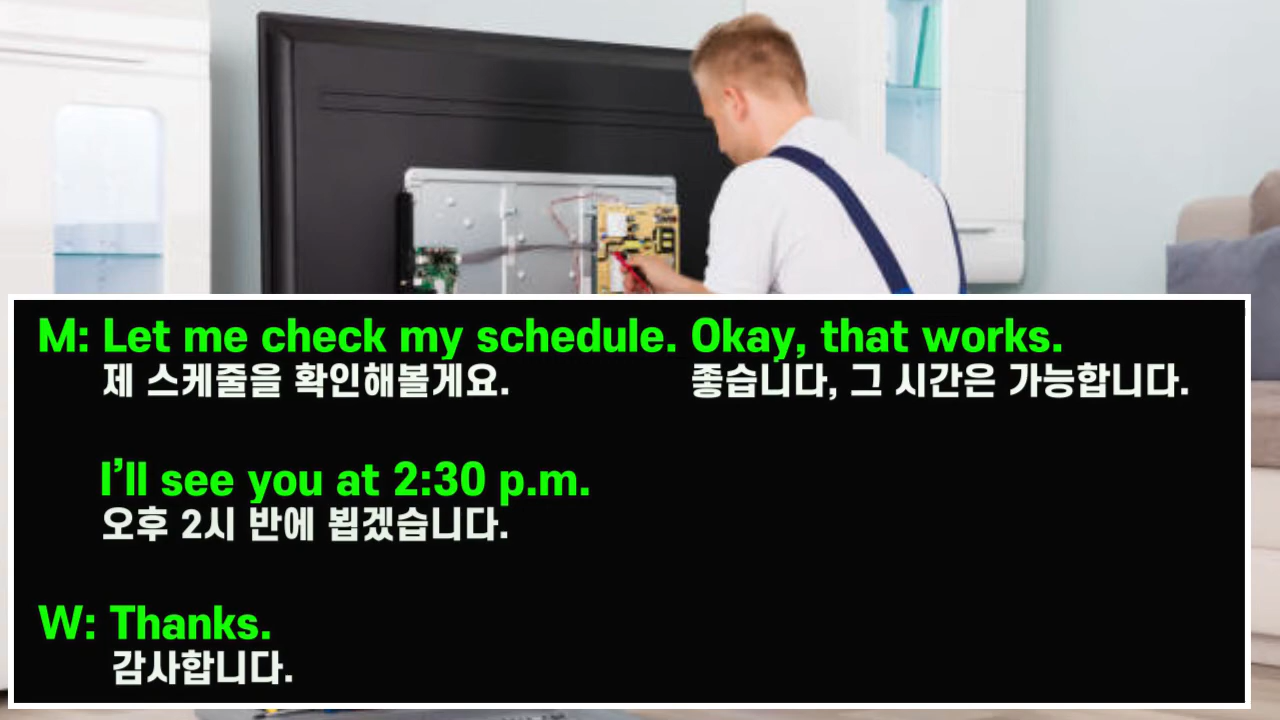 M: Let me check my schedule. Okay, that works.
제 스케줄을 확인해볼게요. 좋습니다, 그 시간은 가능합니다.
I'll see you at 2:30 p.m.
오후 2시 반에 뵙겠습니다.
W: Thanks.
감사합니다.